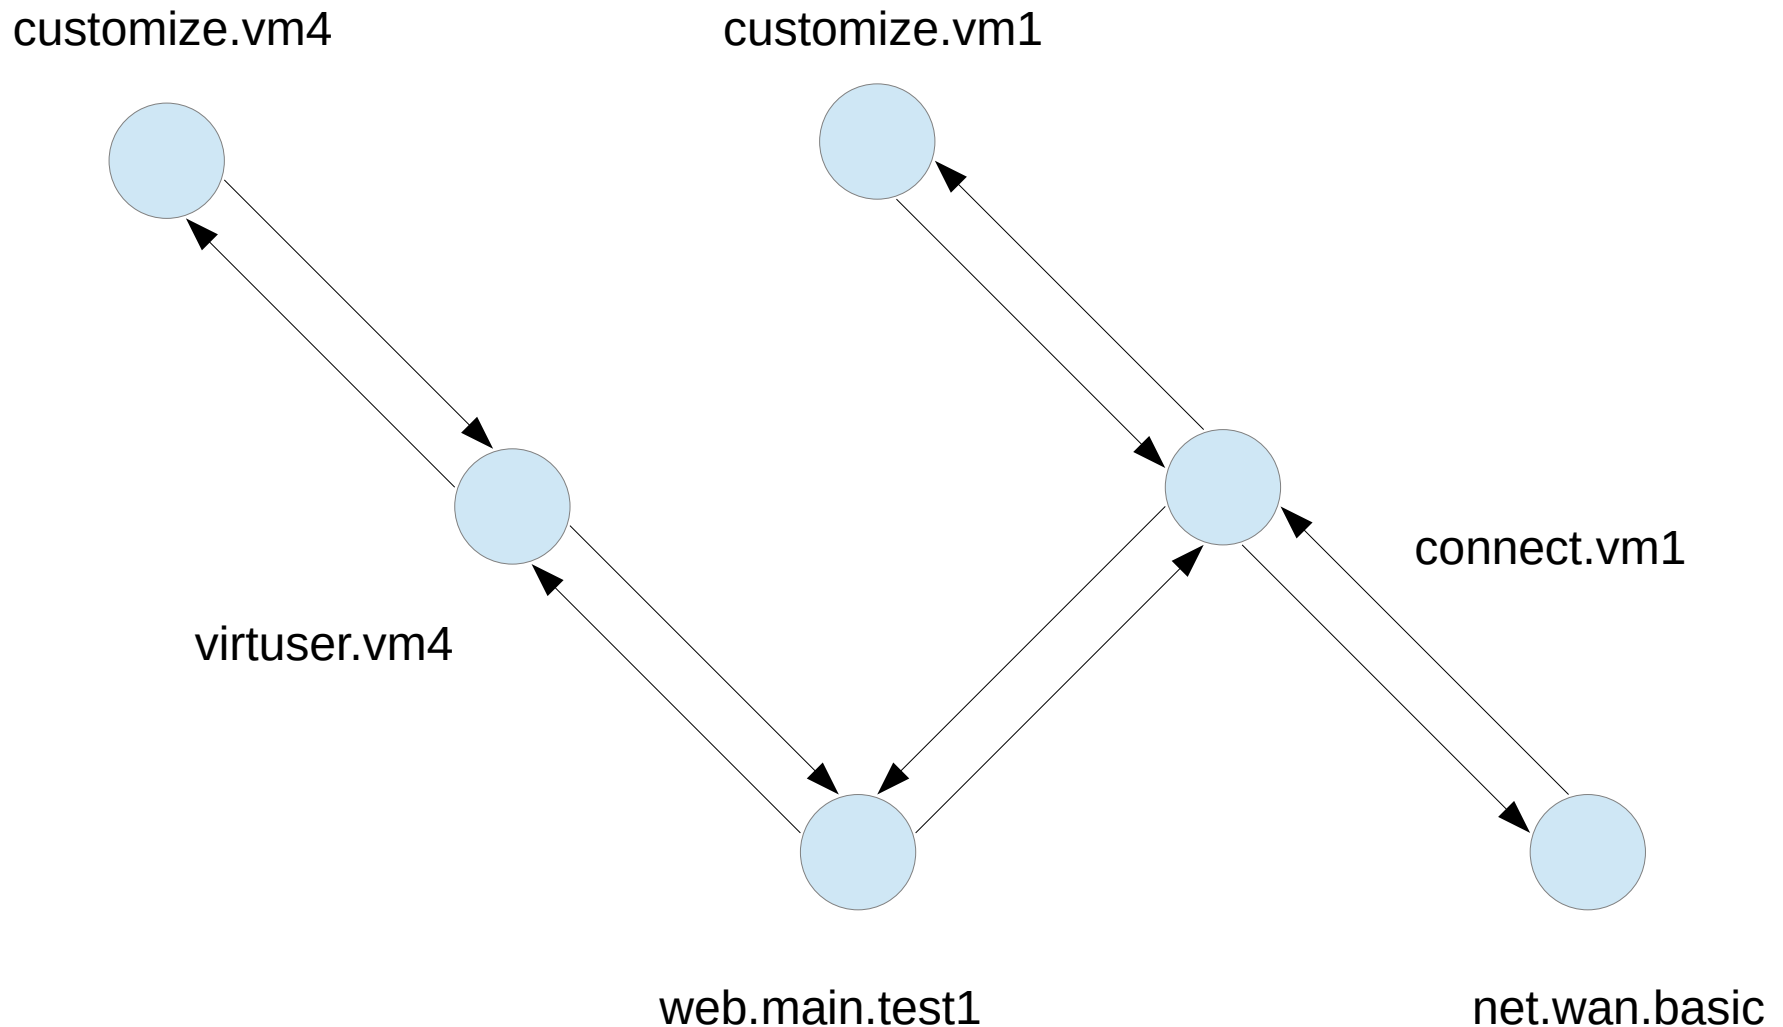 customize.vm4
customize.vm1
connect.vm1
virtuser.vm4
web.main.test1
net.wan.basic